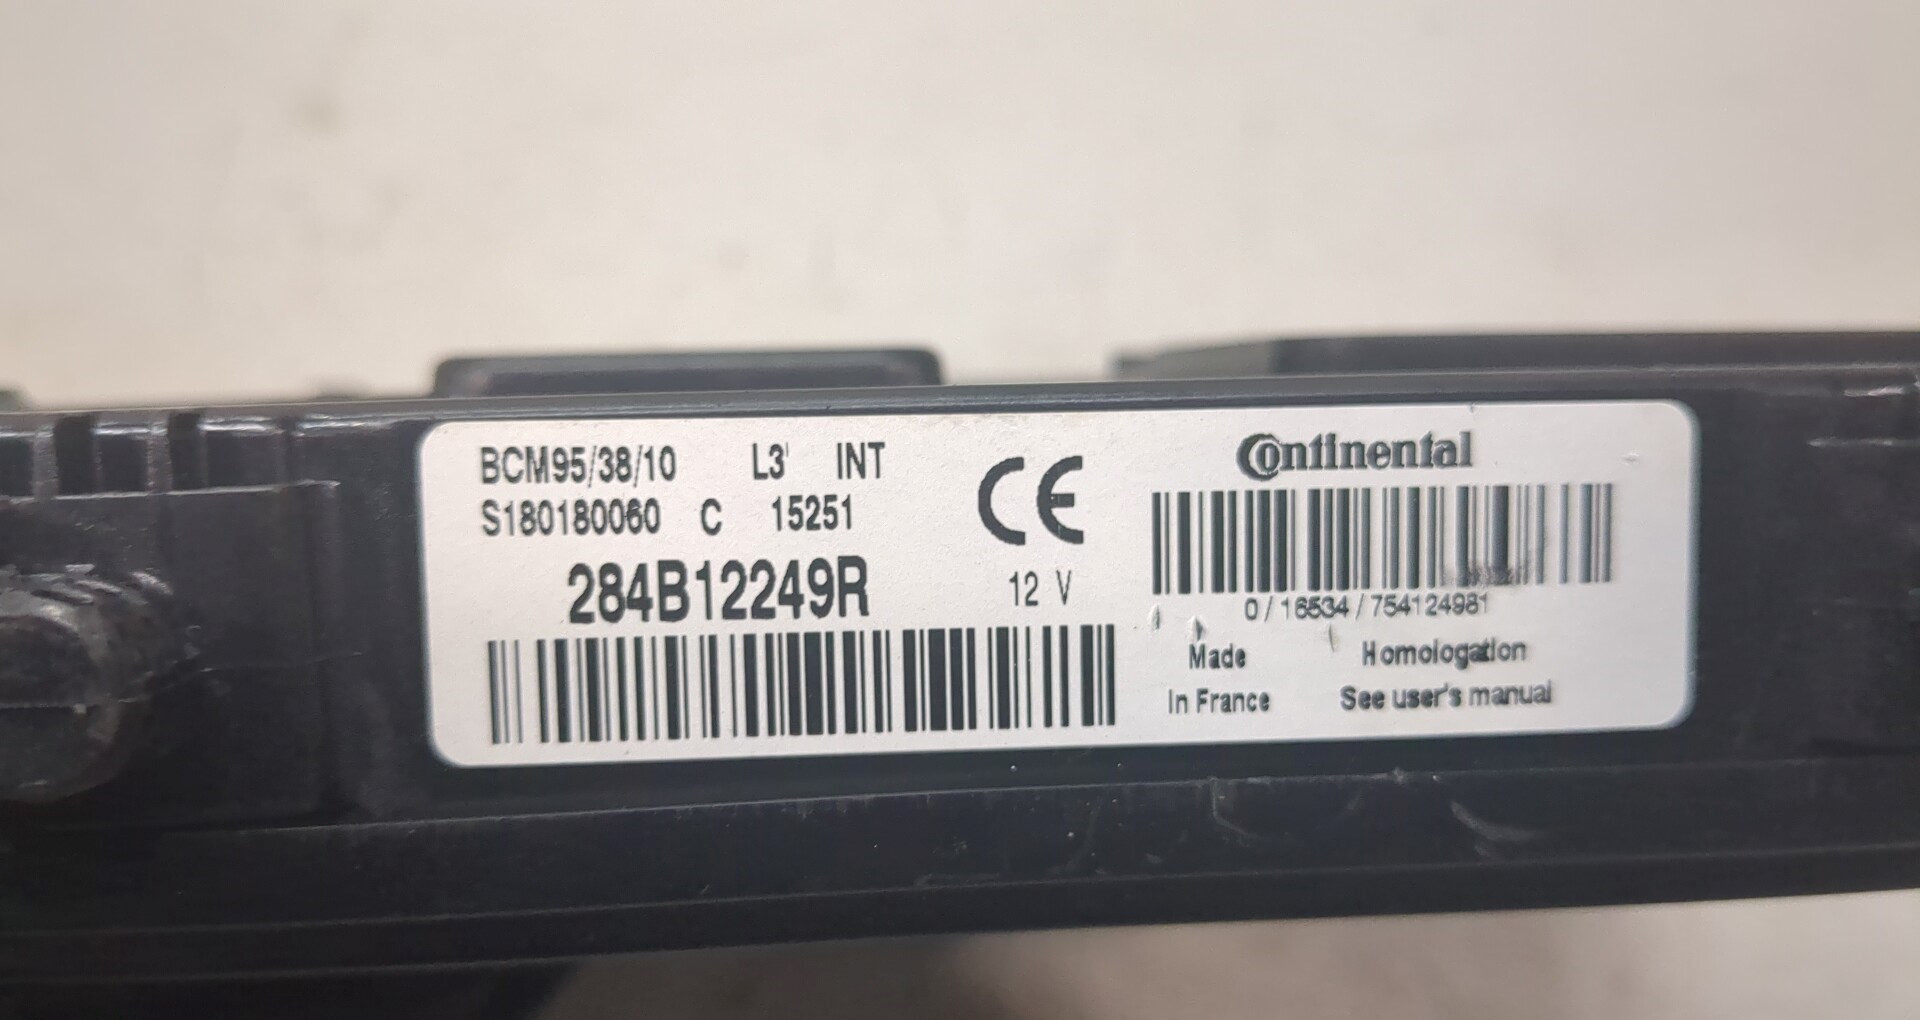 BCM95/38/10 L3' INT
S180180060 C 15251
284B12249R
CE
12 V
Continental
0/16534/754124981
Made
In France
Homologation
See user's manual